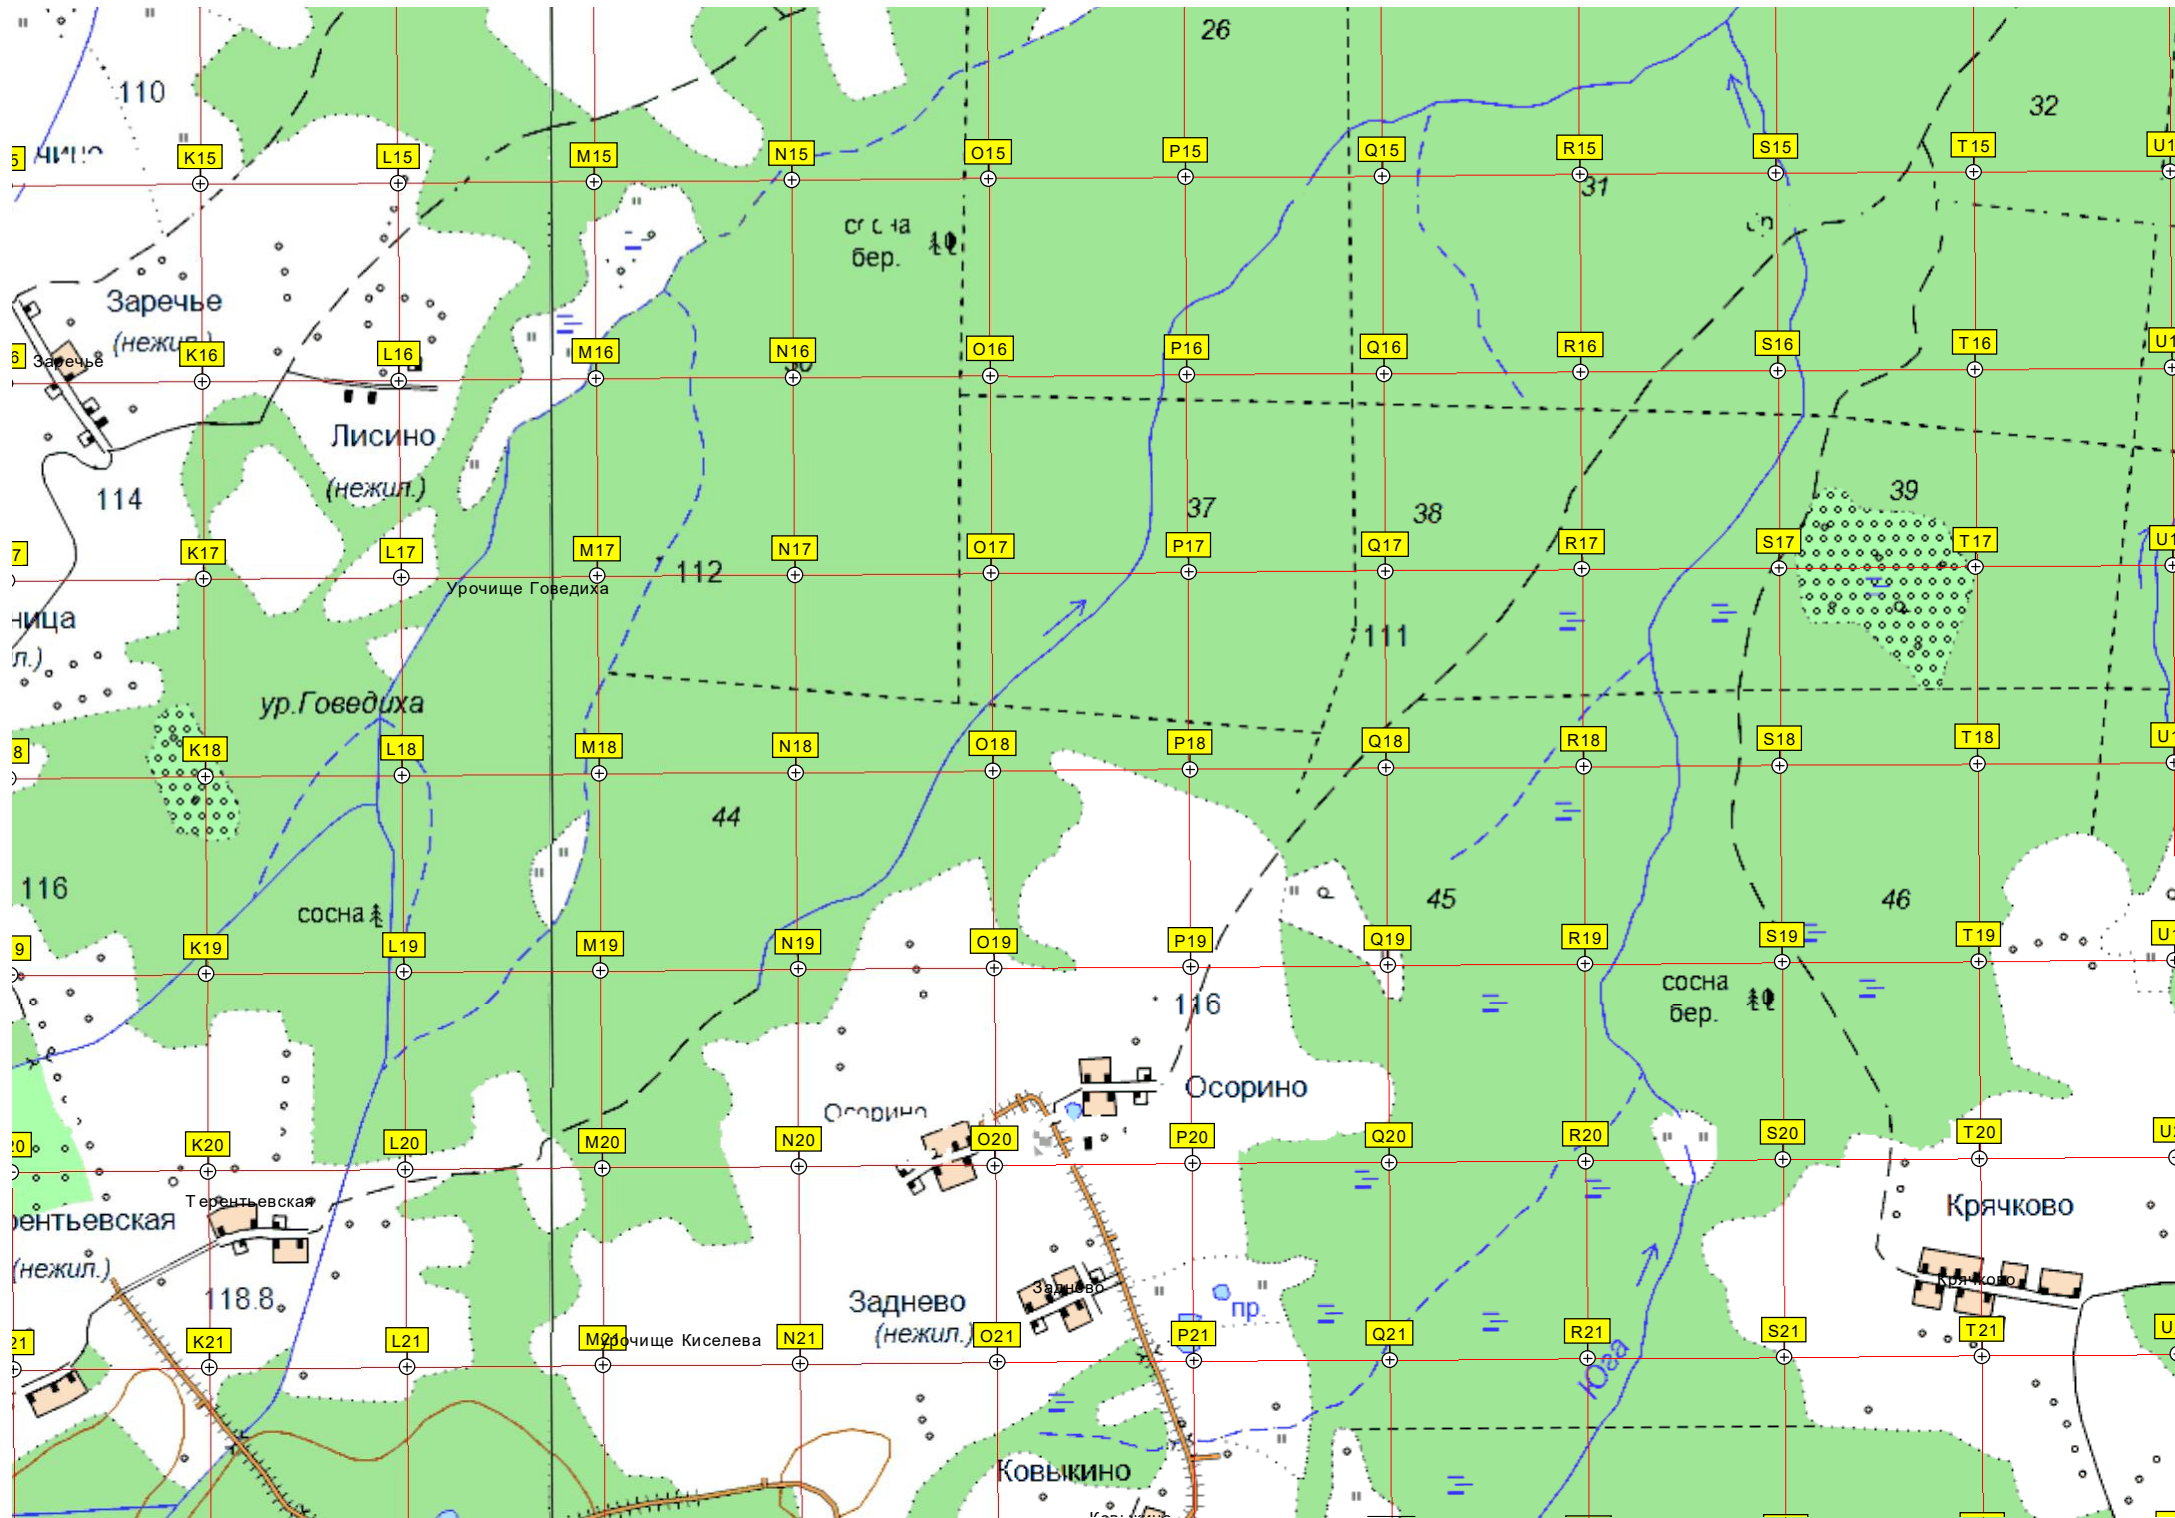 26
32
110
K15
L15
M15
N15
O15
P15
Q15
R15
S15
T15
31
бер.
Заречье
(нежил.)
Заречье
K16
L16
M16
N16
O16
P16
Q16
R16
S16
T16
Лисино
(нежил.)
114
37
38
39
K17
L17
M17
N17
O17
P17
Q17
R17
S17
T17
112
Урочище Говедиха
111
ур.Говедиха
K18
L18
M18
N18
O18
P18
Q18
R18
S18
T18
44
116
45
46
сосна
K19
L19
M19
N19
O19
P19
Q19
R19
S19
T19
116
сосна
бер.
Осорино
Осорино
K20
L20
M20
N20
O20
P20
Q20
R20
S20
T20
Терентьевская
рентьевская
(нежил.)
118.8
Крячково
Крячково
Заднево
Заднево
(нежил.)
пр.
K21
L21
M21
Урочище Киселева
N21
O21
P21
Q21
R21
S21
T21
Юга
Ковыкино